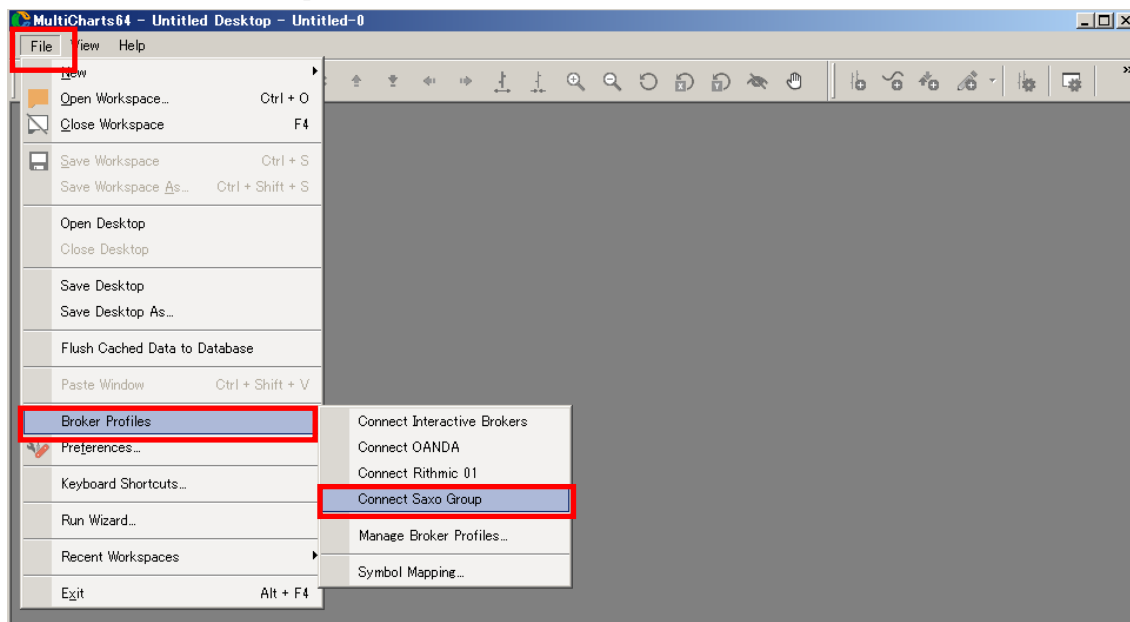 MultiCharts64 - Untitled Desktop - Untitled-0
File View Help
New
Open Workspace... Ctrl + O
Close Workspace F4
Save Workspace Ctrl + S
Save Workspace As... Ctrl + Shift + S
Open Desktop
Close Desktop
Save Desktop
Save Desktop As...
Flush Cached Data to Database
Paste Window Ctrl + Shift + V
Broker Profiles
Preferences...
Keyboard Shortcuts...
Run Wizard...
Recent Workspaces
Exit Alt + F4
Connect Interactive Brokers
Connect OANDA
Connect Rithmic 01
Connect Saxo Group
Manage Broker Profiles...
Symbol Mapping...